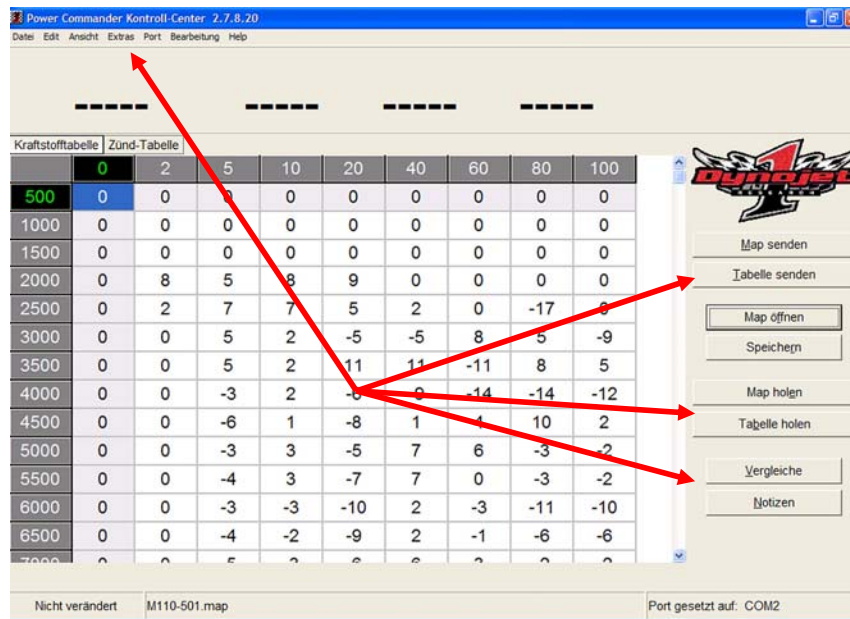 Power Commander Kontroll-Center 2.7.8.20
Datei Edit Ansicht Extras Port Bearbeitung Help
----- ----- ----- -----
Kraftstofftabelle Zünd-Tabelle
0 2 5 10 20 40 60 80 100
500 0 0 0 0 0 0 0 0 0
1000 0 0 0 0 0 0 0 0 0
1500 0 0 0 0 0 0 0 0 0
2000 0 8 5 8 9 0 0 0 0
2500 0 2 7 7 5 2 0 -17
3000 0 0 5 2 -5 -5 8 5 -9
3500 0 0 5 2 11 11 -11 8 5
4000 0 0 -3 2 -14 -14 -12
4500 0 0 -6 1 -8 1 10 2
5000 0 0 -3 3 -5 7 6 -3 -2
5500 0 0 -4 3 -7 7 0 -3 -2
6000 0 0 -3 -3 -10 2 -3 -11 -10
6500 0 0 -4 -2 -9 2 -1 -6 -6
Dynojet
RESEARCH
Map senden
Tabelle senden
Map öffnen
Speichern
Map holen
Tabelle holen
Vergleiche
Notizen
Nicht verändert M110-501.map Port gesetzt auf: COM2